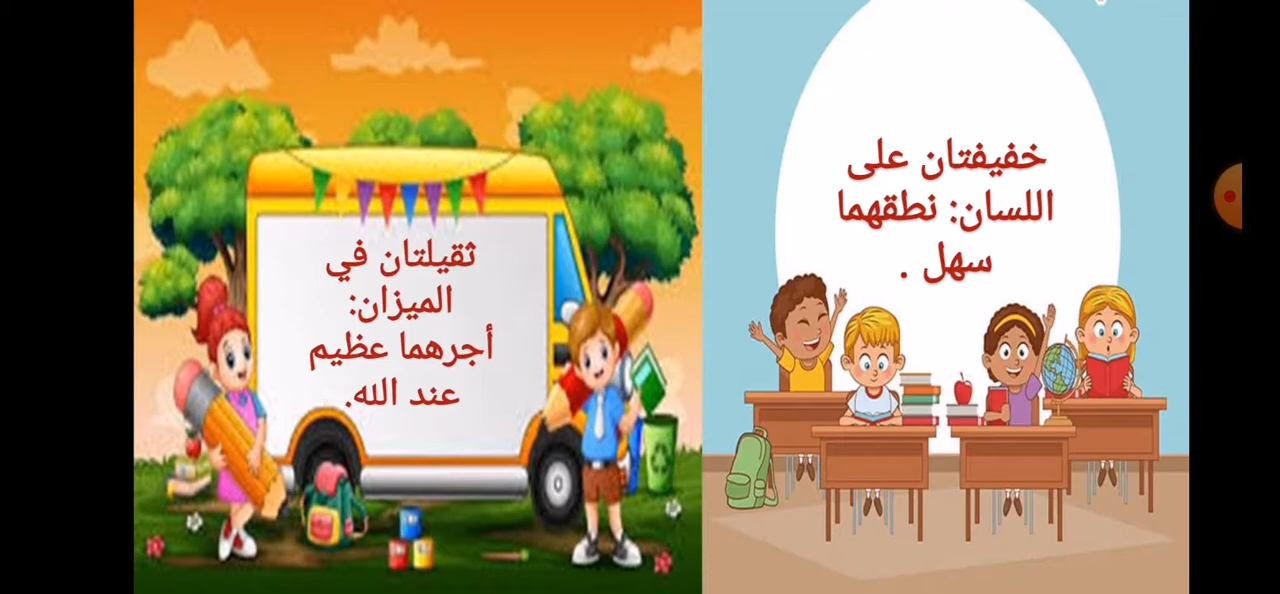 خفيفتان على
اللسان: نطقهما
سهل .
ثقيلتان في
الميزان:
أجرهما عظيم
عند الله.